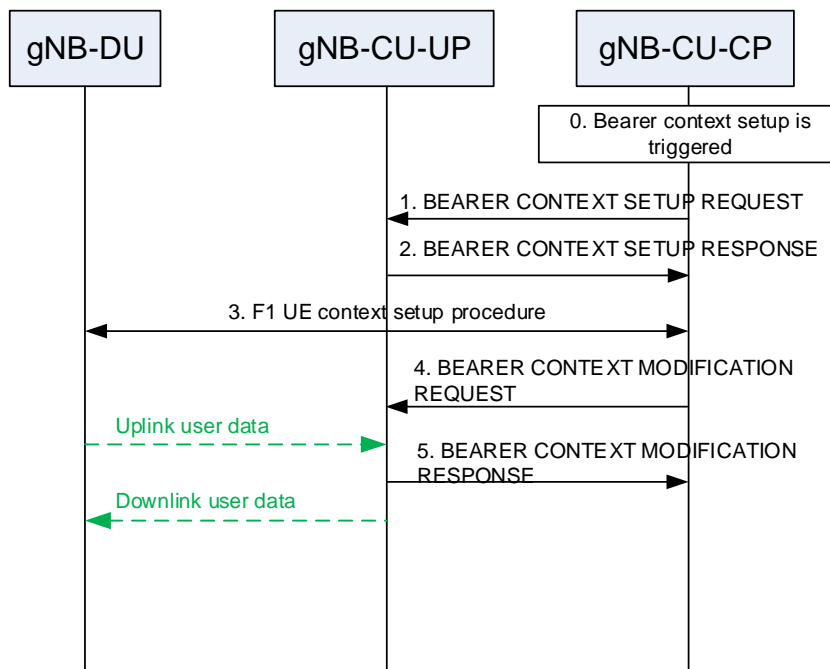 gNB-DU
gNB-CU-UP
gNB-CU-CP
0. Bearer context setup is
triggered
1. BEARER CONTEXT SETUP REQUEST
2. BEARER CONTEXT SETUP RESPONSE
3. F1 UE context setup procedure
4. BEARER CONTEXT MODIFICATION
REQUEST
Uplink user data
5. BEARER CONTEXT MODIFICATION
RESPONSE
Downlink user data